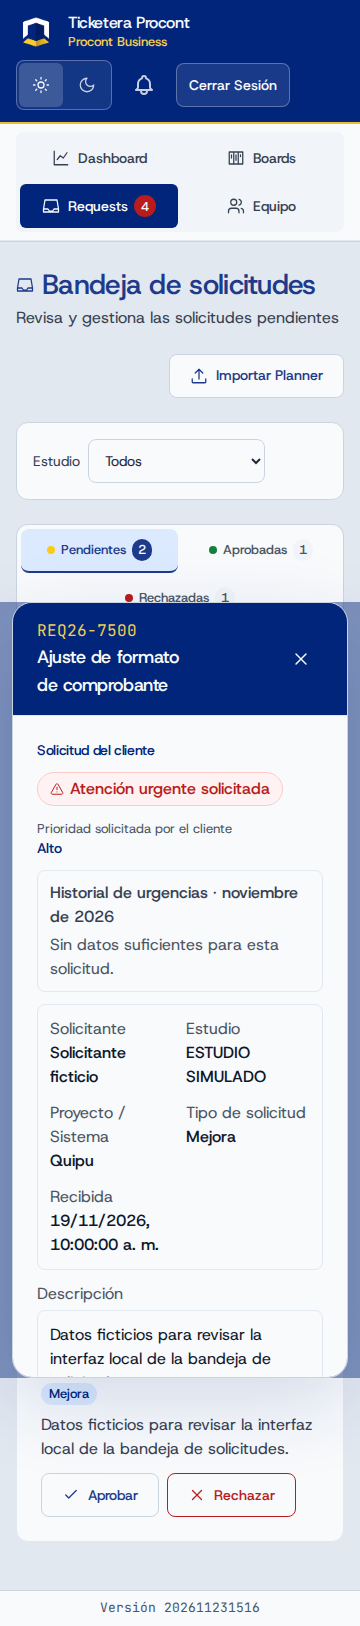 Ticketera Procont
Procont Business
Cerrar Sesión
Dashboard
Boards
Requests 4
Equipo
Bandeja de solicitudes
Revisa y gestiona las solicitudes pendientes
Importar Planner
Estudio Todos
Pendientes 2
Aprobadas 1
Rechazadas 1
REQ26-7500
Ajuste de formato
de comprobante
Solicitud del cliente
Atención urgente solicitada
Prioridad solicitada por el cliente
Alto
Historial de urgencias · noviembre
de 2026
Sin datos suficientes para esta
solicitud.
Solicitante
Solicitante
ficticio
Estudio
ESTUDIO
SIMULADO
Proyecto /
Sistema
Quipu
Tipo de solicitud
Mejora
Recibida
19/11/2026,
10:00:00 a. m.
Descripción
Datos ficticios para revisar la
interfaz local de la bandeja de
Mejora
Datos ficticios para revisar la interfaz
local de la bandeja de solicitudes.
Aprobar
Rechazar
Versión 202611231516